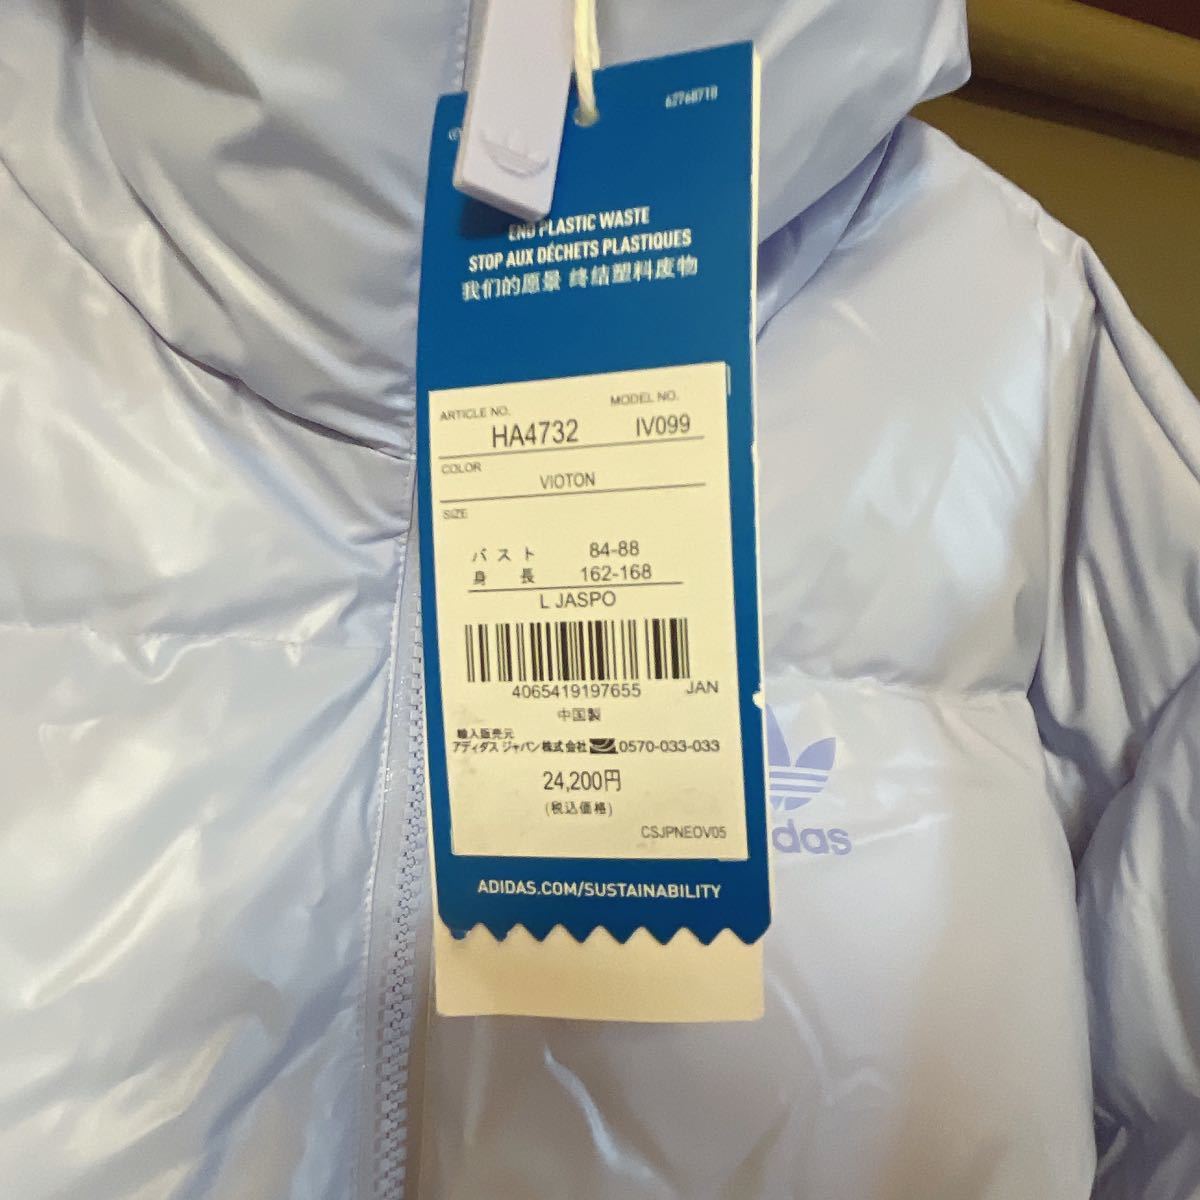 62768710
END PLASTIC WASTE
STOP AUX DÉCHETS PLASTIQUES
我们的愿景 终结塑料废物
ARTICLE NO. MODEL NO.
HA4732 IV099
COLOR
VIOTON
SIZE
バスト 84-88
身長 162-168
L JASPO
4065419197655 JAN
中国製
輸入販売元
アディダス ジャパン株式会社 0570-033-033
24,200円
(税込価格)
CSJPNEOV05
ADIDAS.COM/SUSTAINABILITY
das